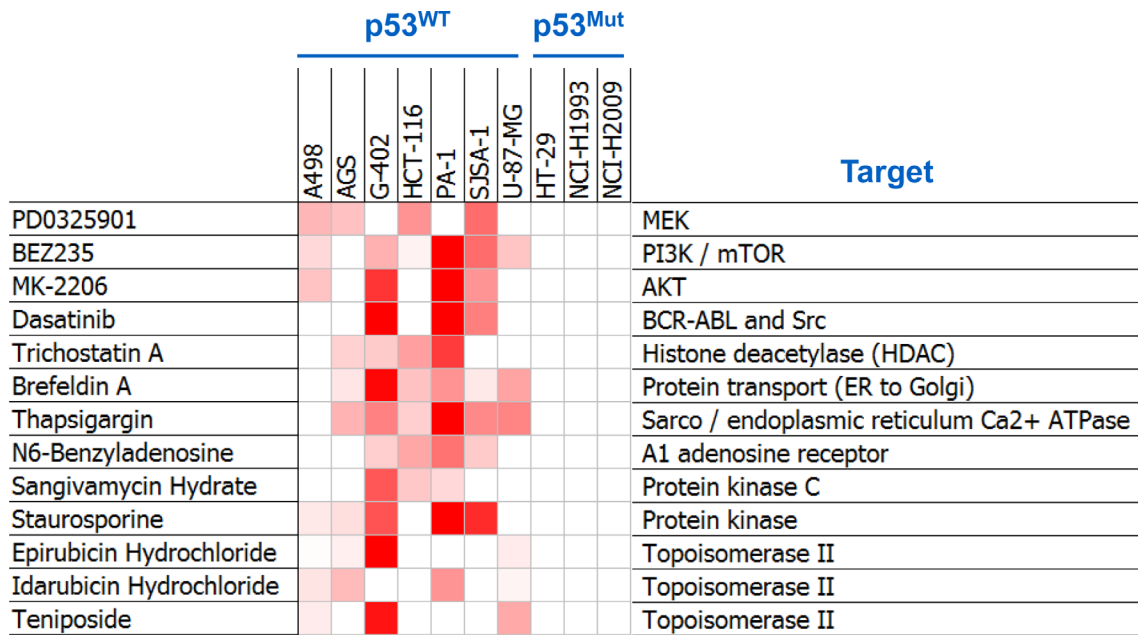 p53WT p53Mut
A498 AGS G-402 HCT-116 PA-1 SJSA-1 U-87-MG HT-29 NCI-H1993 NCI-H2009
Target
PD0325901 MEK
BEZ235 PI3K / mTOR
MK-2206 AKT
Dasatinib BCR-ABL and Src
Trichostatin A Histone deacetylase (HDAC)
Brefeldin A Protein transport (ER to Golgi)
Thapsigargin Sarco / endoplasmic reticulum Ca2+ ATPase
N6-Benzyladenosine A1 adenosine receptor
Sangivamycin Hydrate Protein kinase C
Staurosporine Protein kinase
Epirubicin Hydrochloride Topoisomerase II
Idarubicin Hydrochloride Topoisomerase II
Teniposide Topoisomerase II